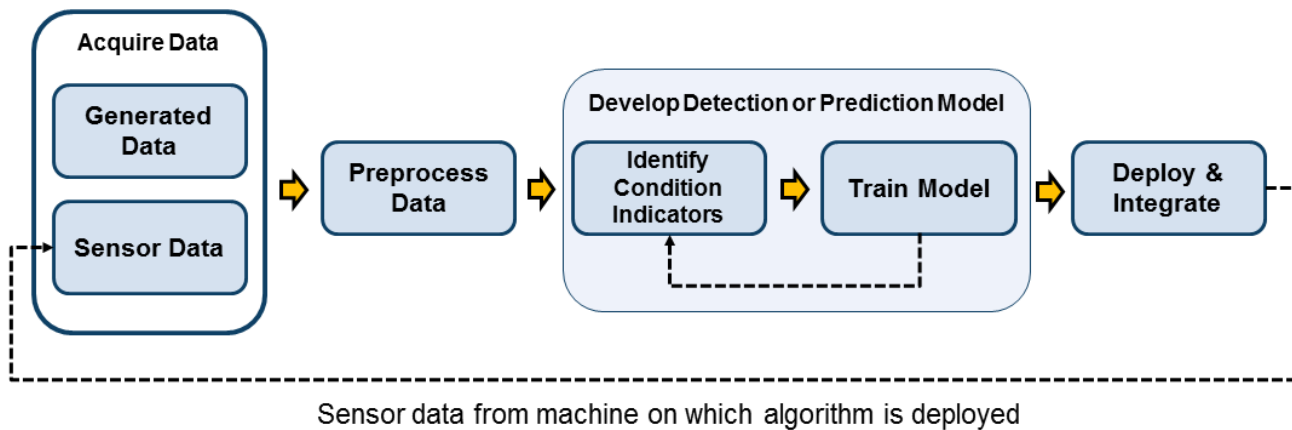 Acquire Data
Generated
Data
Sensor Data
Preprocess
Data
Develop Detection or Prediction Model
Identify
Condition
Indicators
Train Model
Deploy &
Integrate
Sensor data from machine on which algorithm is deployed